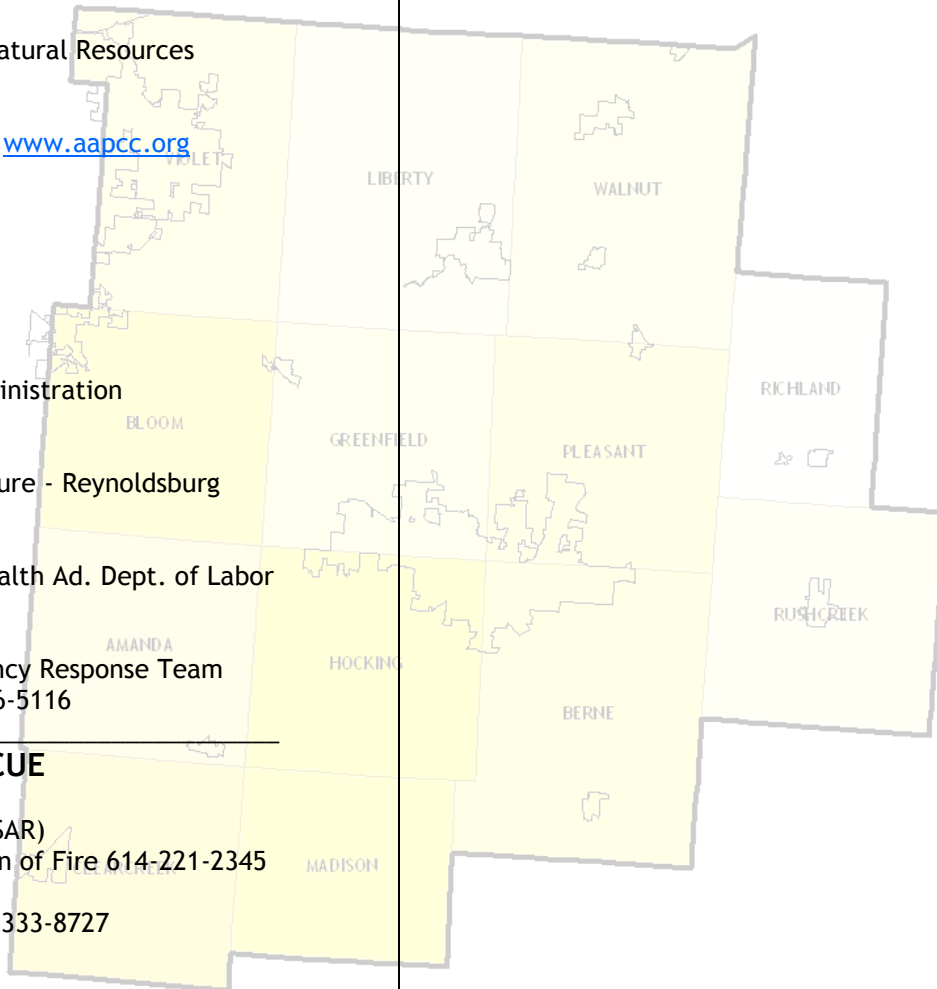 atural Resources
www.aapcc.org
VIOLET
LIBERTY
WALNUT
inistration
RICHLAND
BLOOM
GREENFIELD
PLEASANT
ure - Reynoldsburg
alth Ad. Dept. of Labor
RUSHCREEK
AMANDA
HOCKING
ncy Response Team
6-5116
BERNE
CUE
SAR)
n of Fire 614-221-2345
CLEARCREEK
MADISON
333-8727